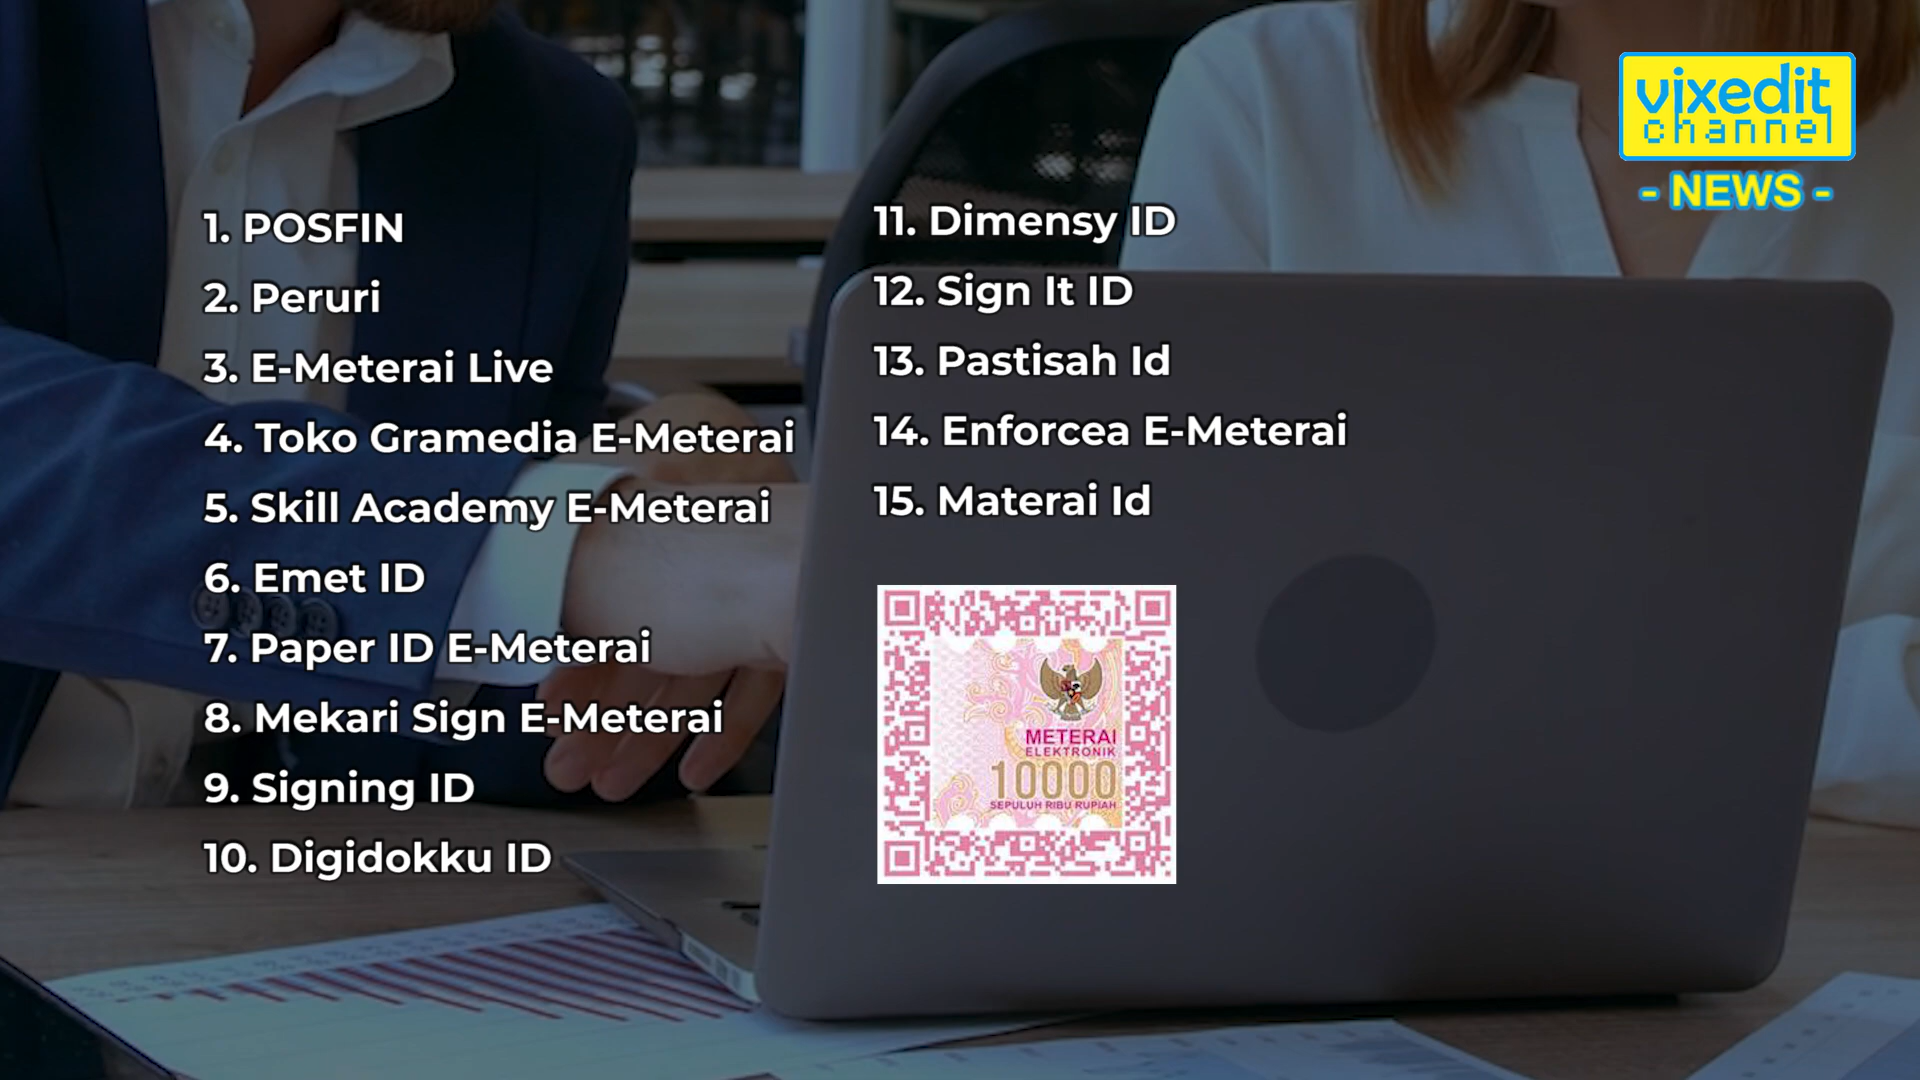 vixedit
channel
- NEWS -
1. POSFIN
2. Peruri
3. E-Meterai Live
4. Toko Gramedia E-Meterai
5. Skill Academy E-Meterai
6. Emet ID
7. Paper ID E-Meterai
8. Mekari Sign E-Meterai
9. Signing ID
10. Digidokku ID
11. Dimensy ID
12. Sign It ID
13. Pastisah Id
14. Enforcea E-Meterai
15. Materai Id
METERAI
ELEKTRONIK
10000
SEPULUH RIBU RUPIAH